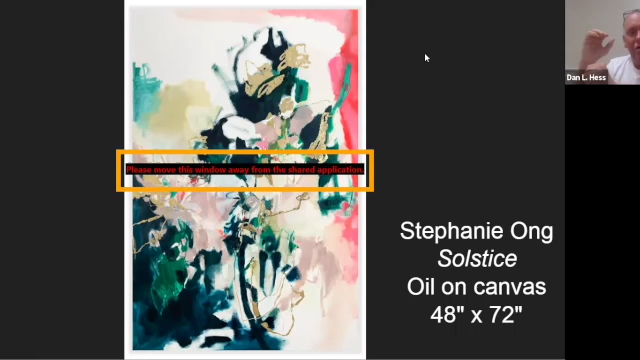 Please move this window away from the shared application.
Dan L. Hess
Stephanie Ong
Solstice
Oil on canvas
48" x 72"